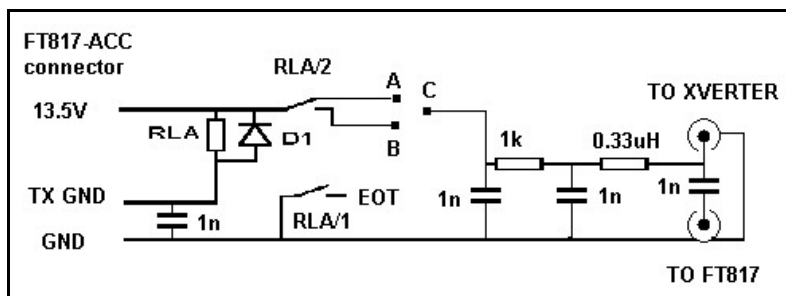 FT817-ACC
connector
RLA/2
A
C
TO XVERTER
13.5V
RLA
D1
B
1k
0.33uH
TX GND
1n
RLA/1
EOT
1n
1n
1n
GND
TO FT817